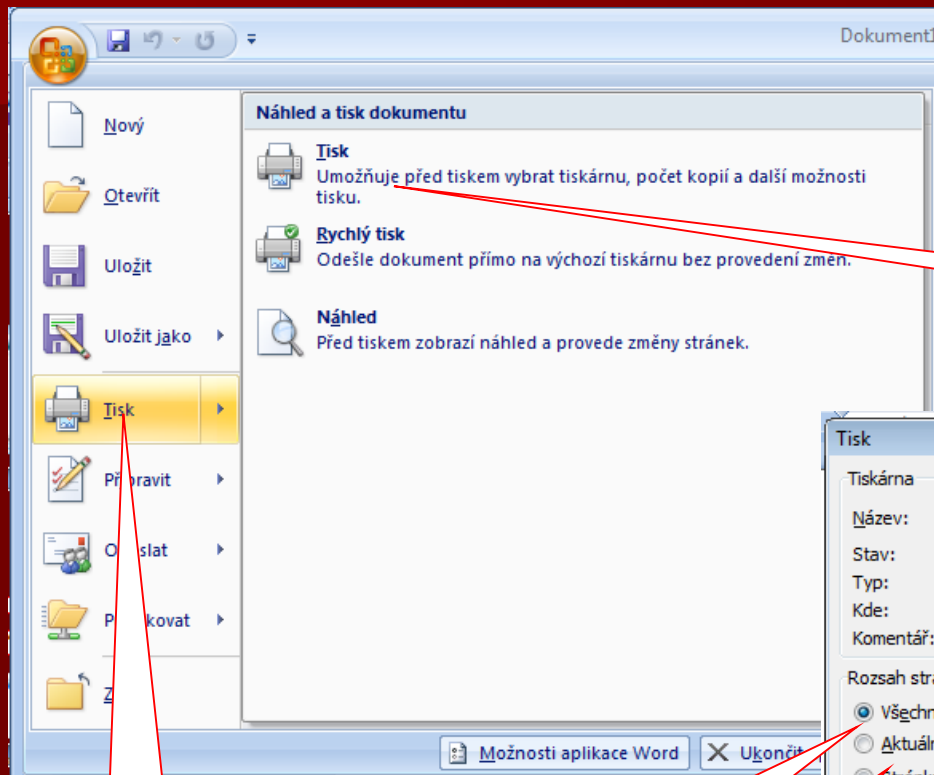 Dokument1
Nový
Otevřít
Uložit
Uložit jako
Tisk
Náhled a tisk dokumentu
Tisk
Umožňuje před tiskem vybrat tiskárnu, počet kopií a další možnosti
tisku.
Rychlý tisk
Odešle dokument přímo na výchozí tiskárnu bez provedení změn.
Náhled
Před tiskem zobrazí náhled a provede změny stránek.
Možnosti aplikace Word
Tisk
Tiskárna
Název:
Stav:
Typ:
Kde:
Komentář:
Rozsah